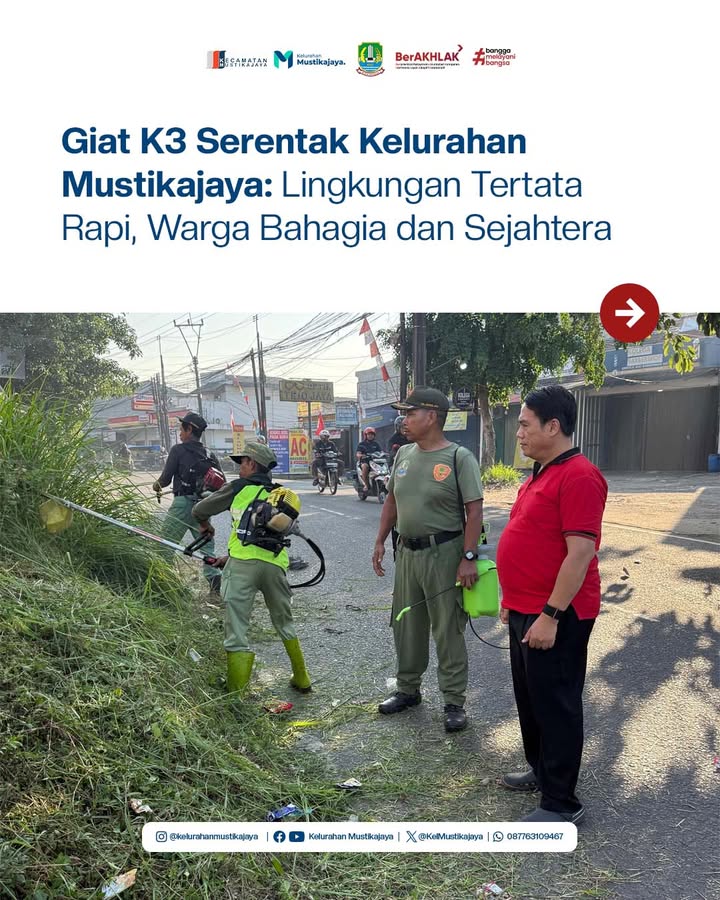 KECAMATAN
MUSTIKAJAYA
Kelurahan
Mustikajaya.
BerAKHLAK
#bangga
melayani
bangsa
Giat K3 Serentak Kelurahan
Mustikajaya: Lingkungan Tertata
Rapi, Warga Bahagia dan Sejahtera
AC
@kelurahanmustikajaya | Kelurahan Mustikajaya | @KelMustikajaya | 087763109467